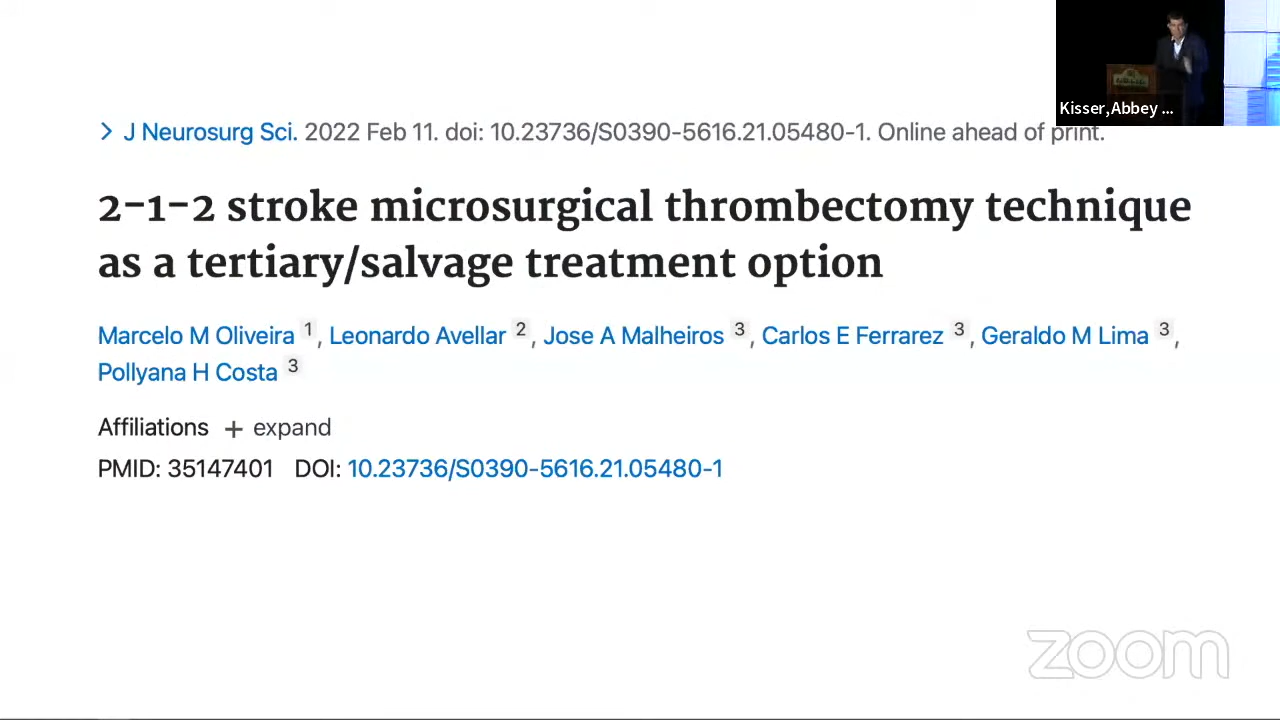 Kisser,Abbey ...
> J Neurosurg Sci. 2022 Feb 11. doi: 10.23736/S0390-5616.21.05480-1. Online ahead of print.
2-1-2 stroke microsurgical thrombectomy technique
as a tertiary/salvage treatment option
Marcelo M Oliveira 1, Leonardo Avellar 2, Jose A Malheiros 3, Carlos E Ferrarez 3, Geraldo M Lima 3,
Pollyana H Costa 3
Affiliations + expand
PMID: 35147401 DOI: 10.23736/S0390-5616.21.05480-1
zoom